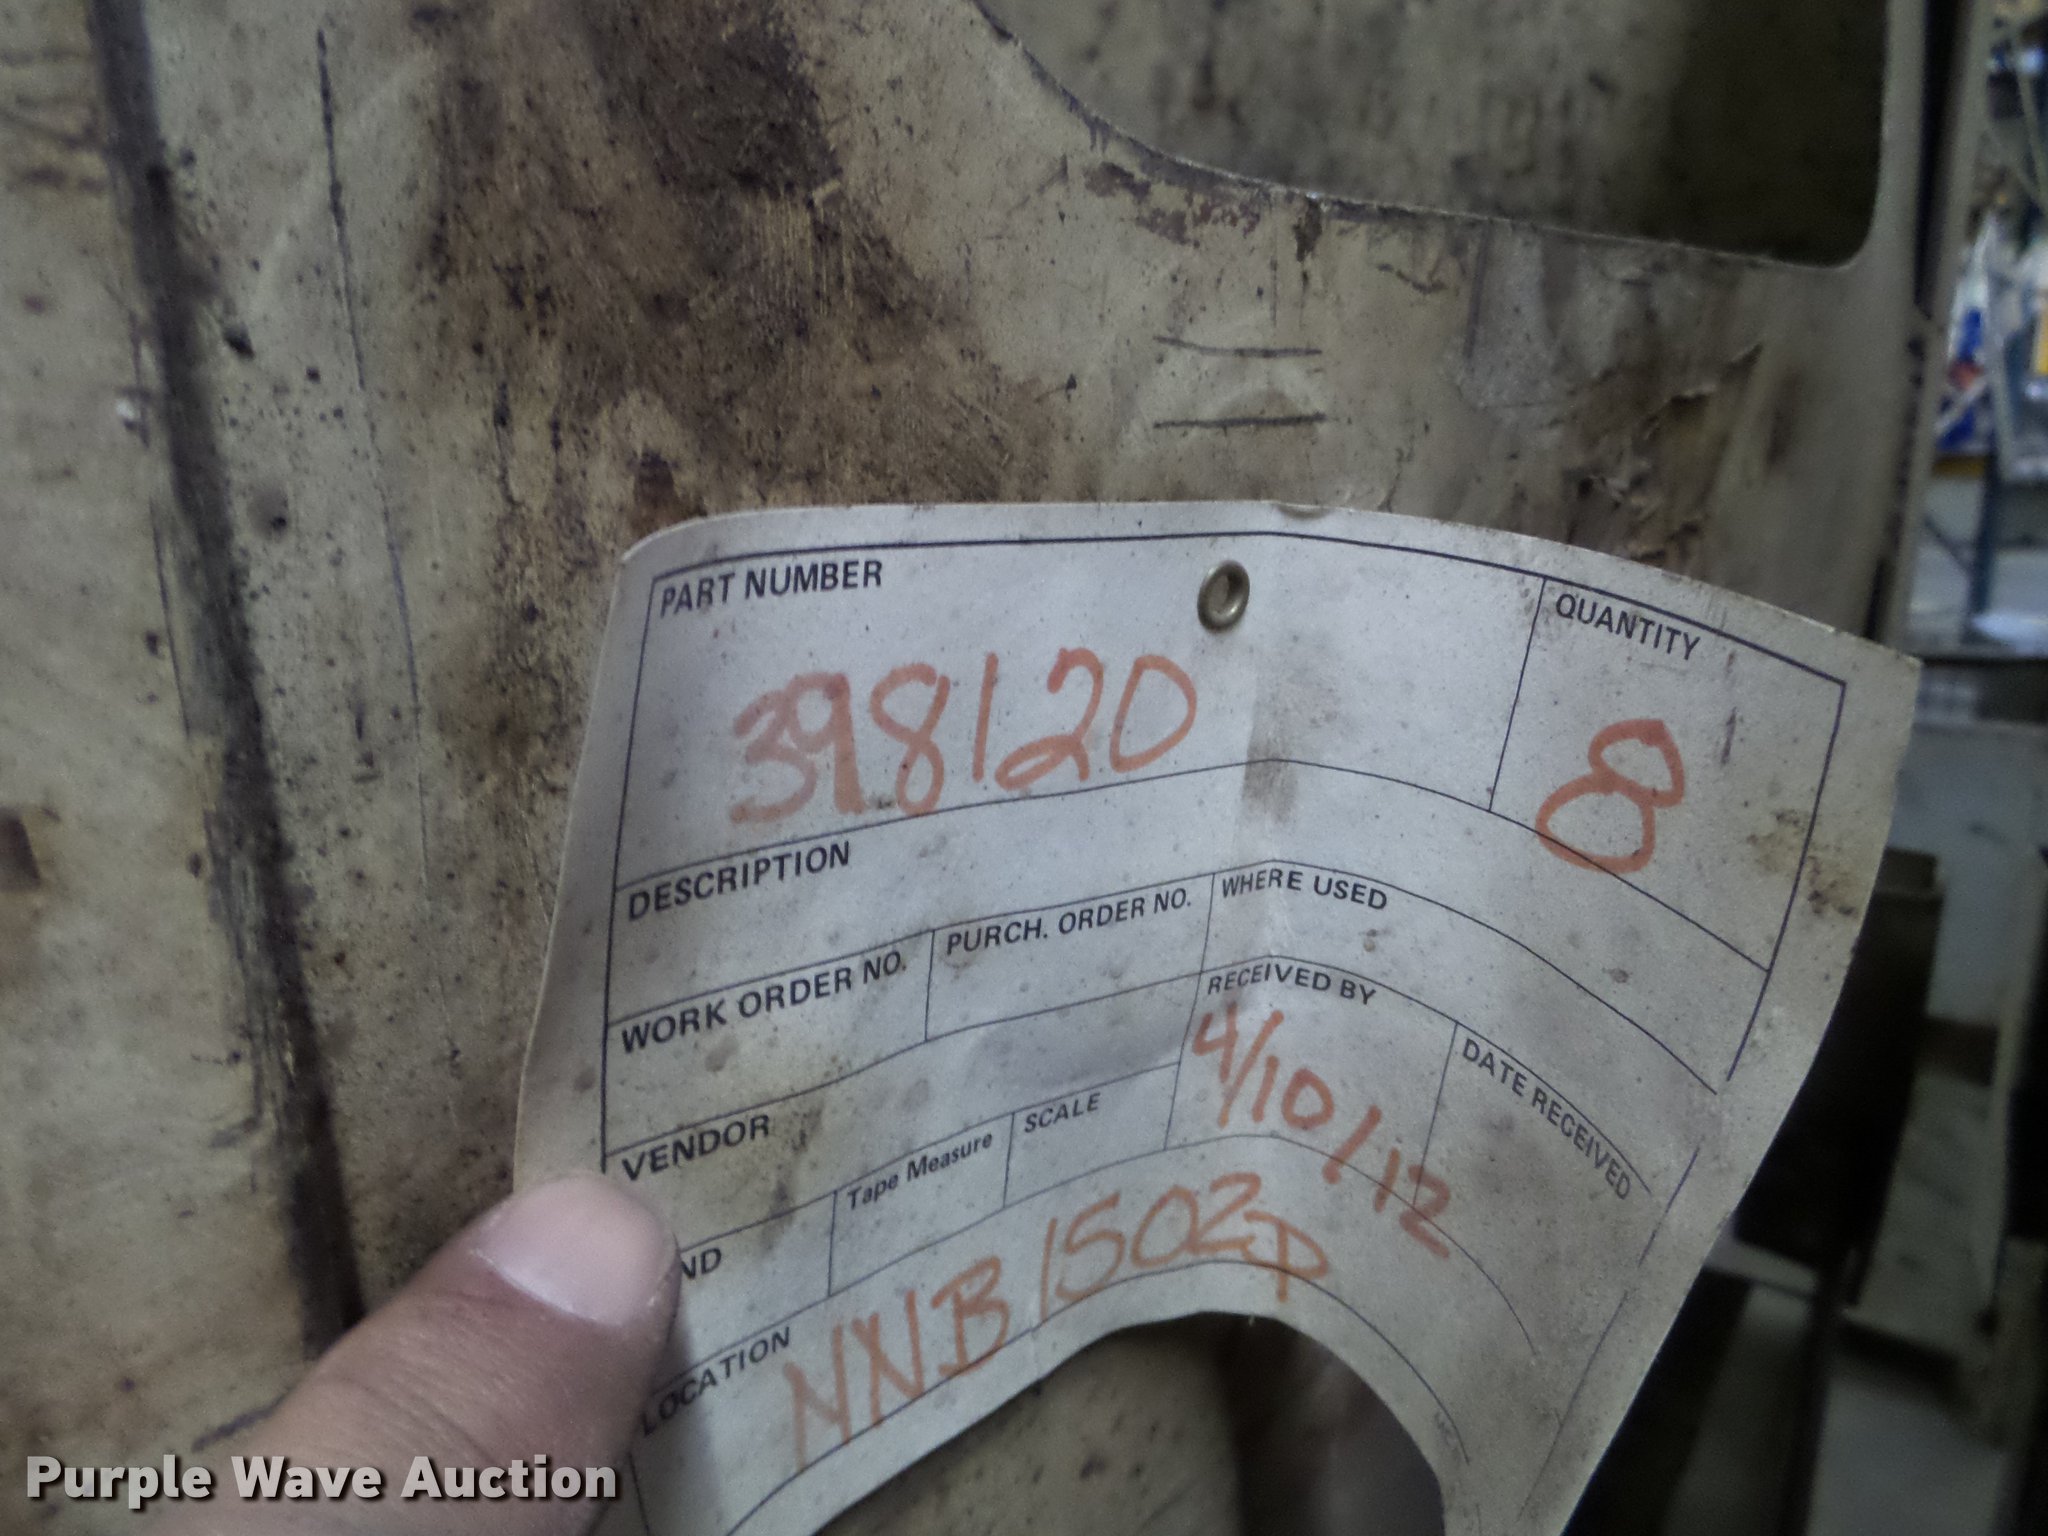 PART NUMBER
QUANTITY
398120
8
DESCRIPTION
WORK ORDER NO.
PURCH. ORDER NO.
WHERE USED
VENDOR
RECEIVED BY
DATE RECEIVED
4/10/12
ND
Tape Measure
SCALE
LOCATION
NNB1502D
Purple Wave Auction